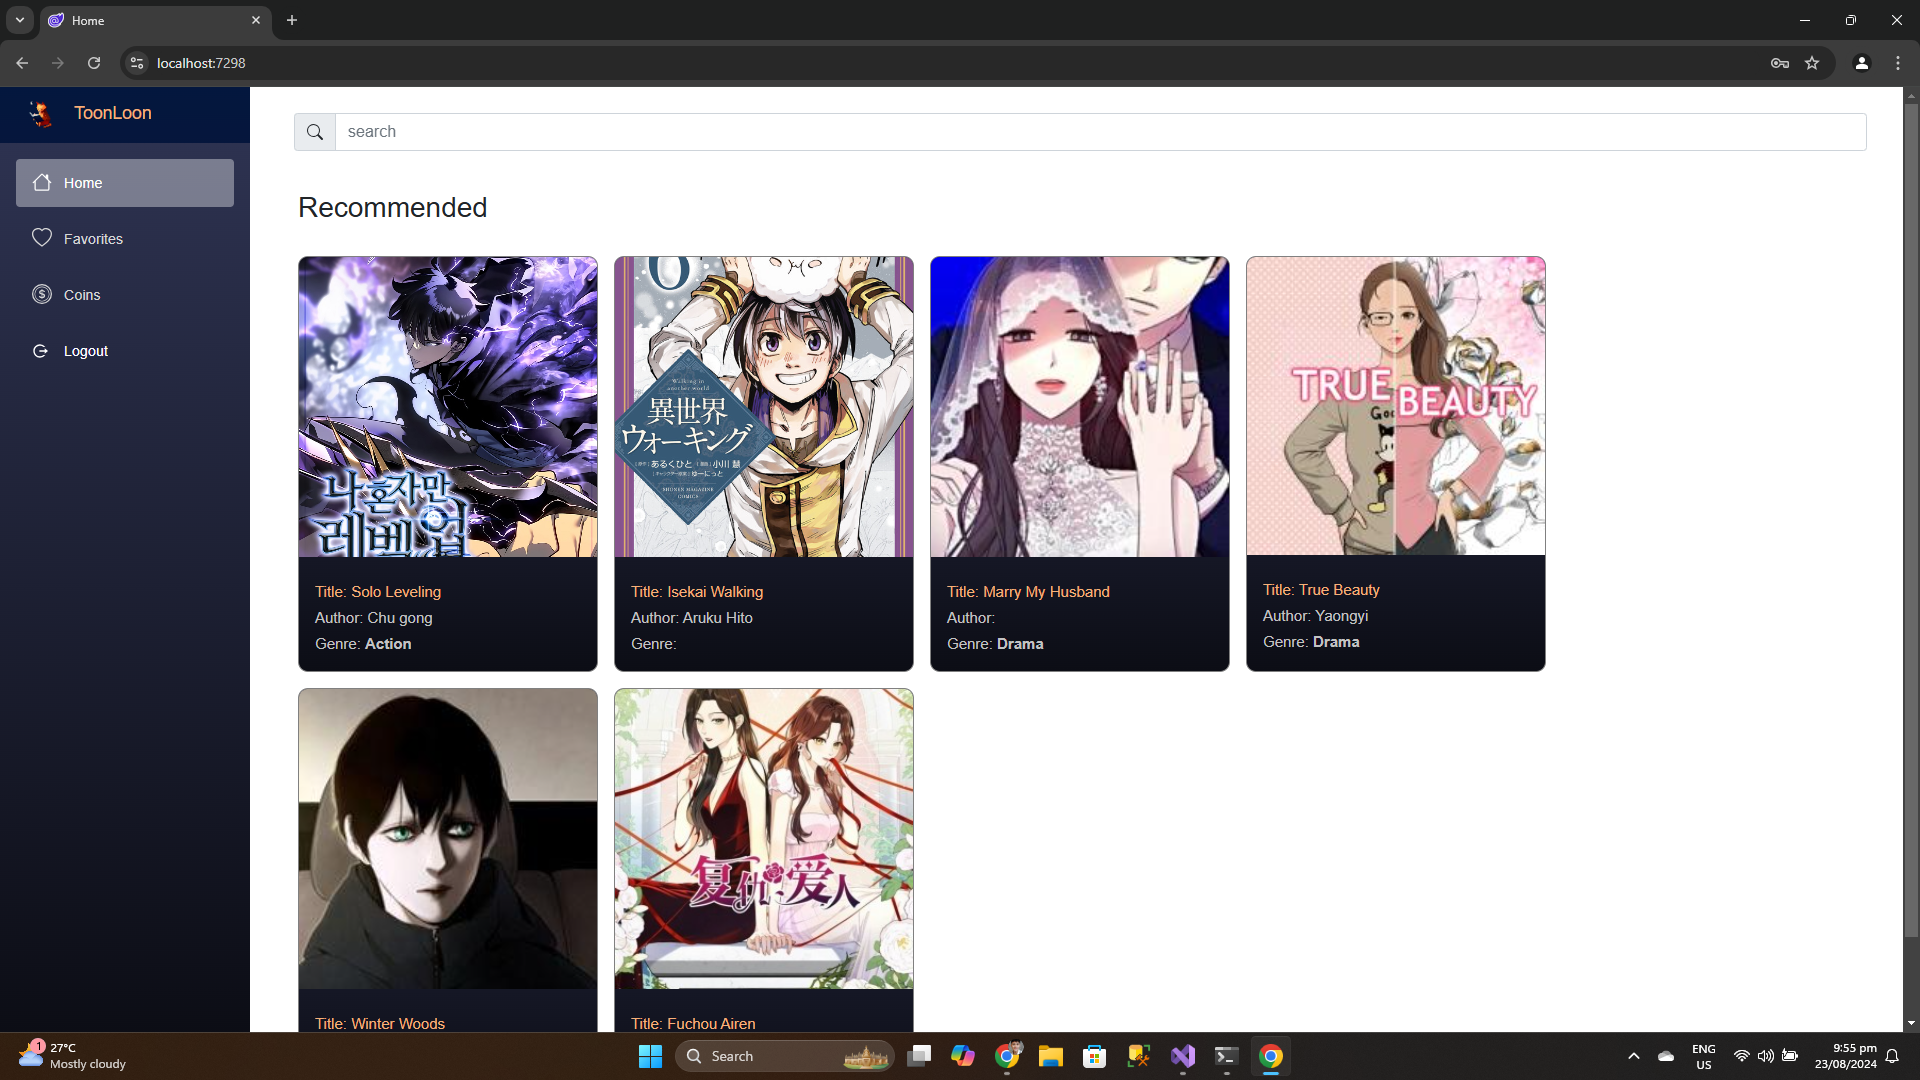 Home
localhost:7298
ToonLoon
search
Home
Favorites
Coins
Logout
Recommended
나 혼자만
레벨업
6
Walking in
another world
異世界
ウォーキング
あるくひと 小川 慧
キャラクター原案 ゆーにっと
SHONEN MAGAZINE
COMICS
TRUE
BEAUTY
Title: Solo Leveling
Author: Chu gong
Genre: Action
Title: Isekai Walking
Author: Aruku Hito
Genre:
Title: Marry My Husband
Author:
Genre: Drama
Title: True Beauty
Author: Yaongyi
Genre: Drama
复仇爱人
Title: Winter Woods
Title: Fuchou Airen
1
27°C
Mostly cloudy
Search
ENG
US
9:55 pm
23/08/2024